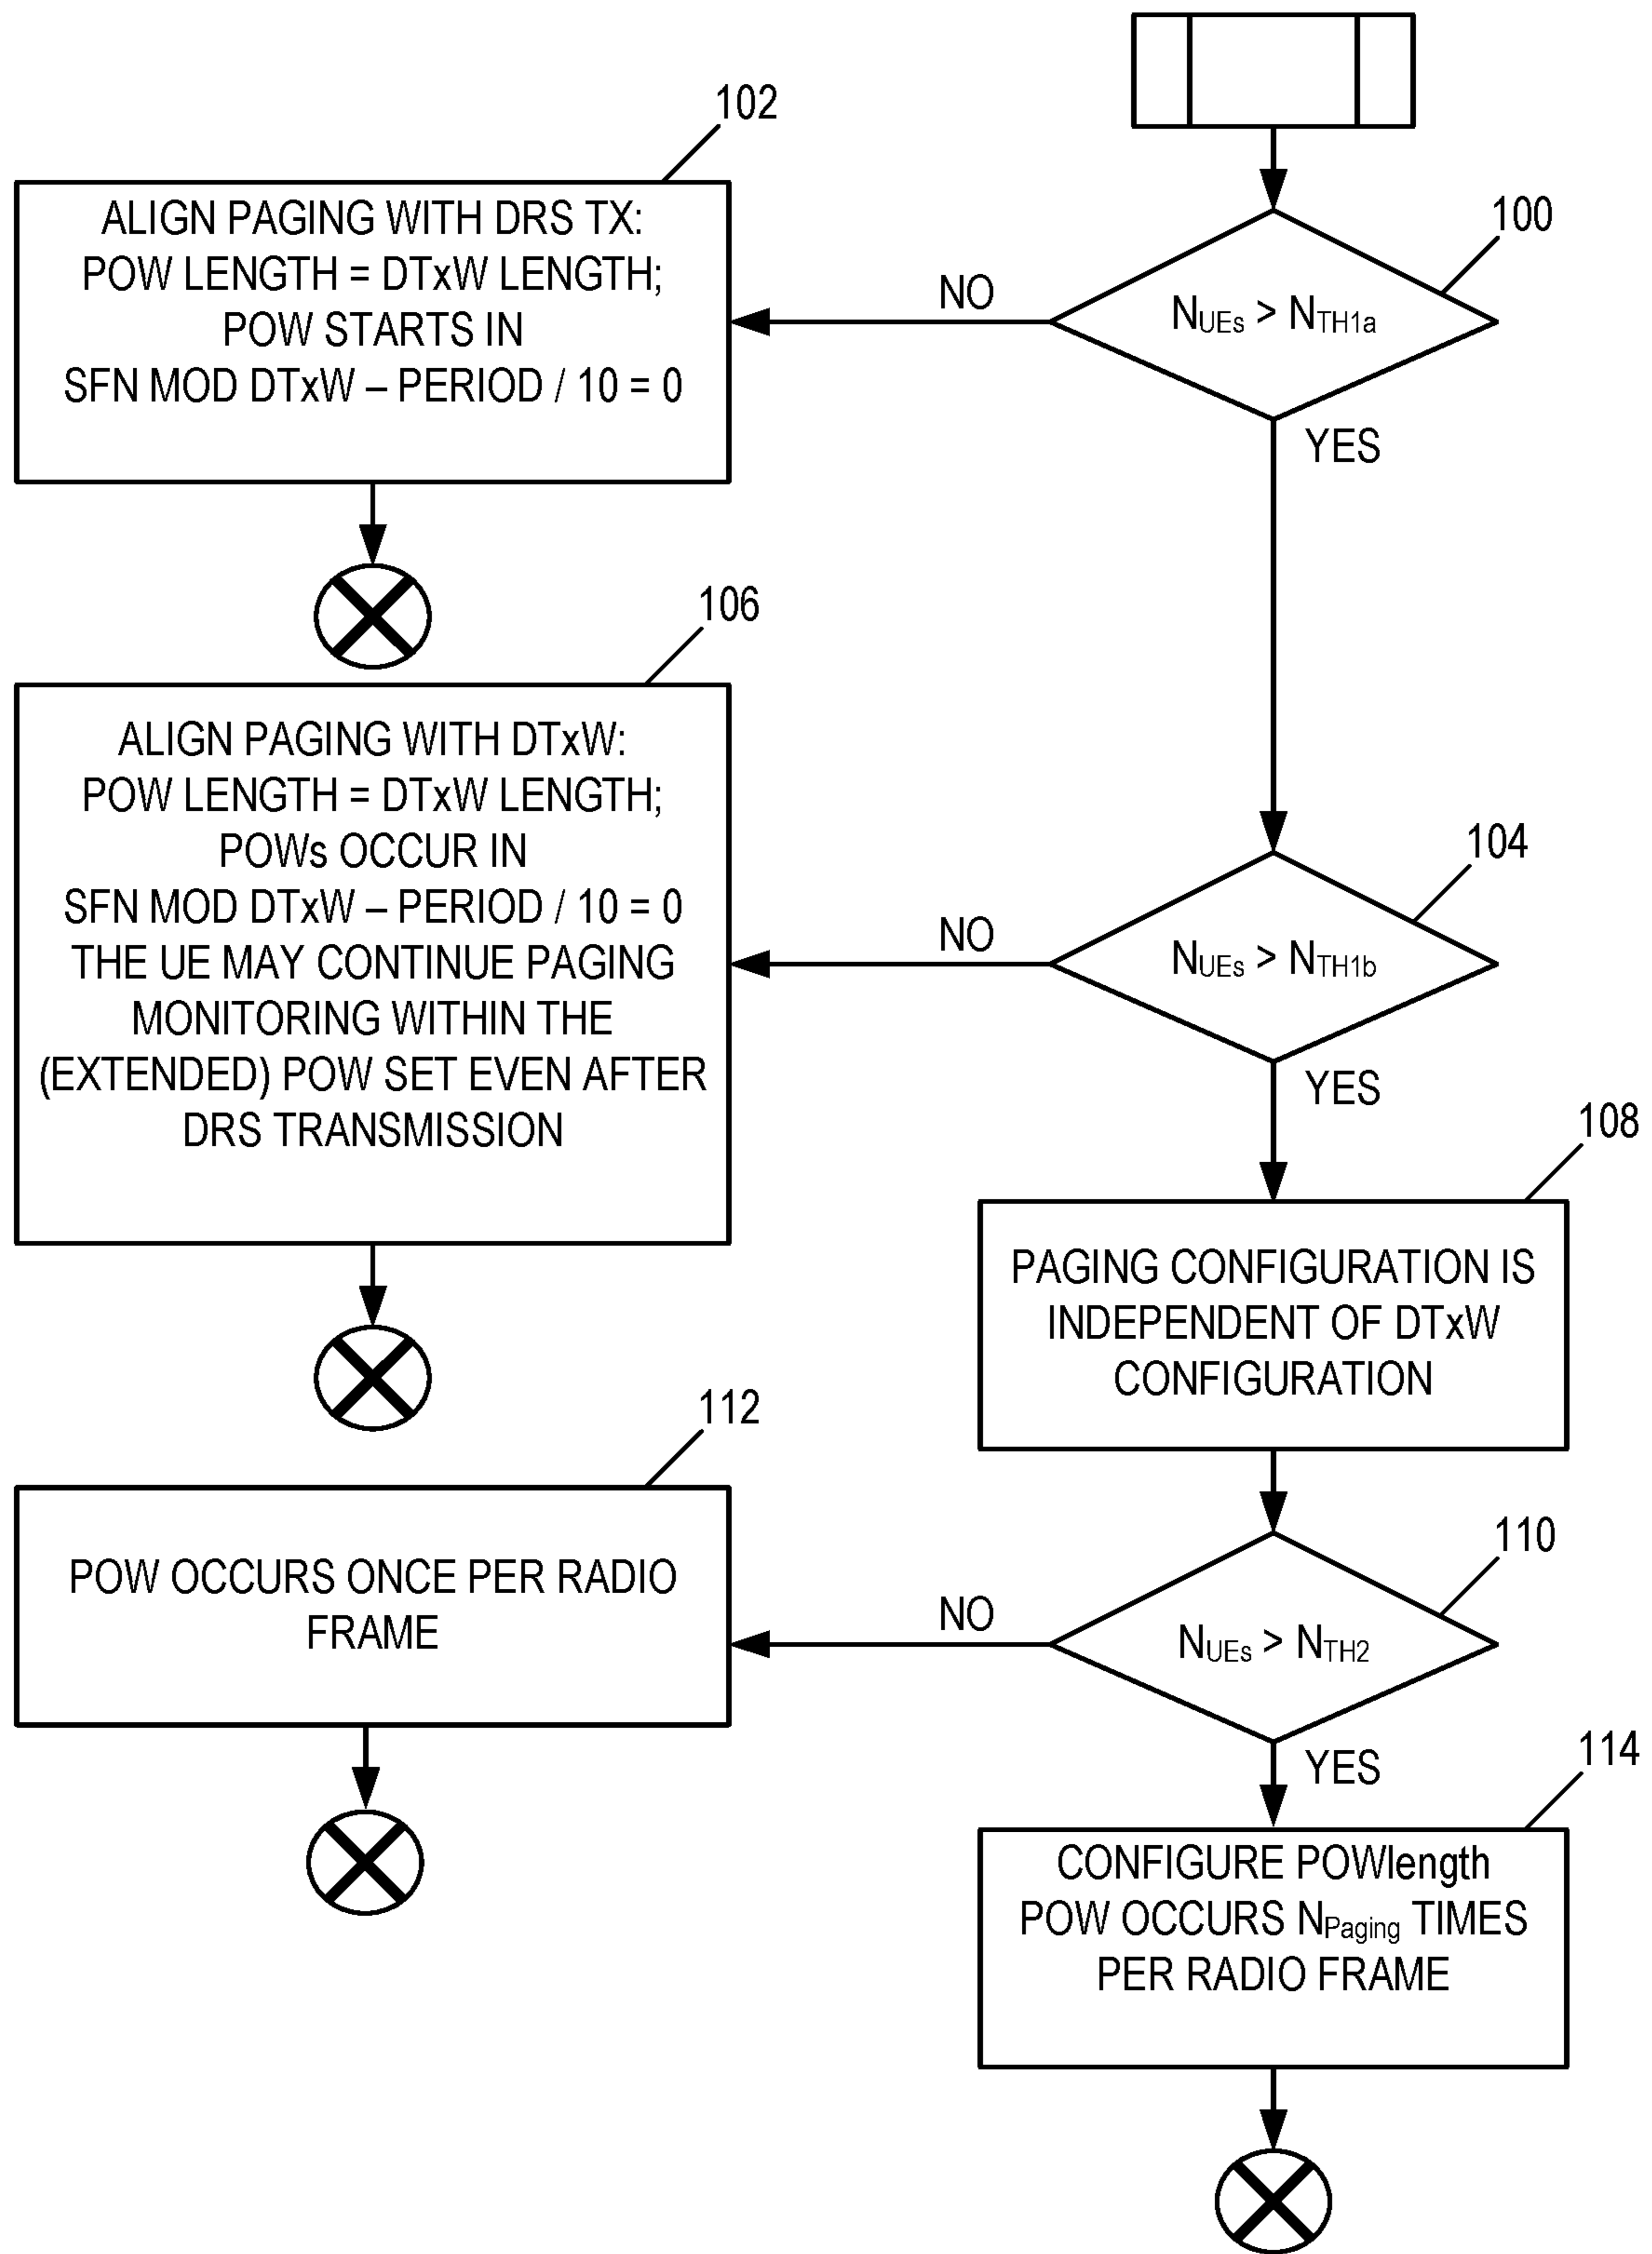 102
ALIGN PAGING WITH DRS TX:
POW LENGTH = DTxW LENGTH;
POW STARTS IN
SFN MOD DTxW – PERIOD / 10 = 0
100
NUEs > NTH1a
NO
YES
106
ALIGN PAGING WITH DTxW:
POW LENGTH = DTxW LENGTH;
POWs OCCUR IN
SFN MOD DTxW – PERIOD / 10 = 0
THE UE MAY CONTINUE PAGING
MONITORING WITHIN THE
(EXTENDED) POW SET EVEN AFTER
DRS TRANSMISSION
104
NUEs > NTH1b
NO
YES
108
PAGING CONFIGURATION IS
INDEPENDENT OF DTxW
CONFIGURATION
112
POW OCCURS ONCE PER RADIO
FRAME
110
NUEs > NTH2
NO
YES
114
CONFIGURE POWlength
POW OCCURS NPaging TIMES
PER RADIO FRAME